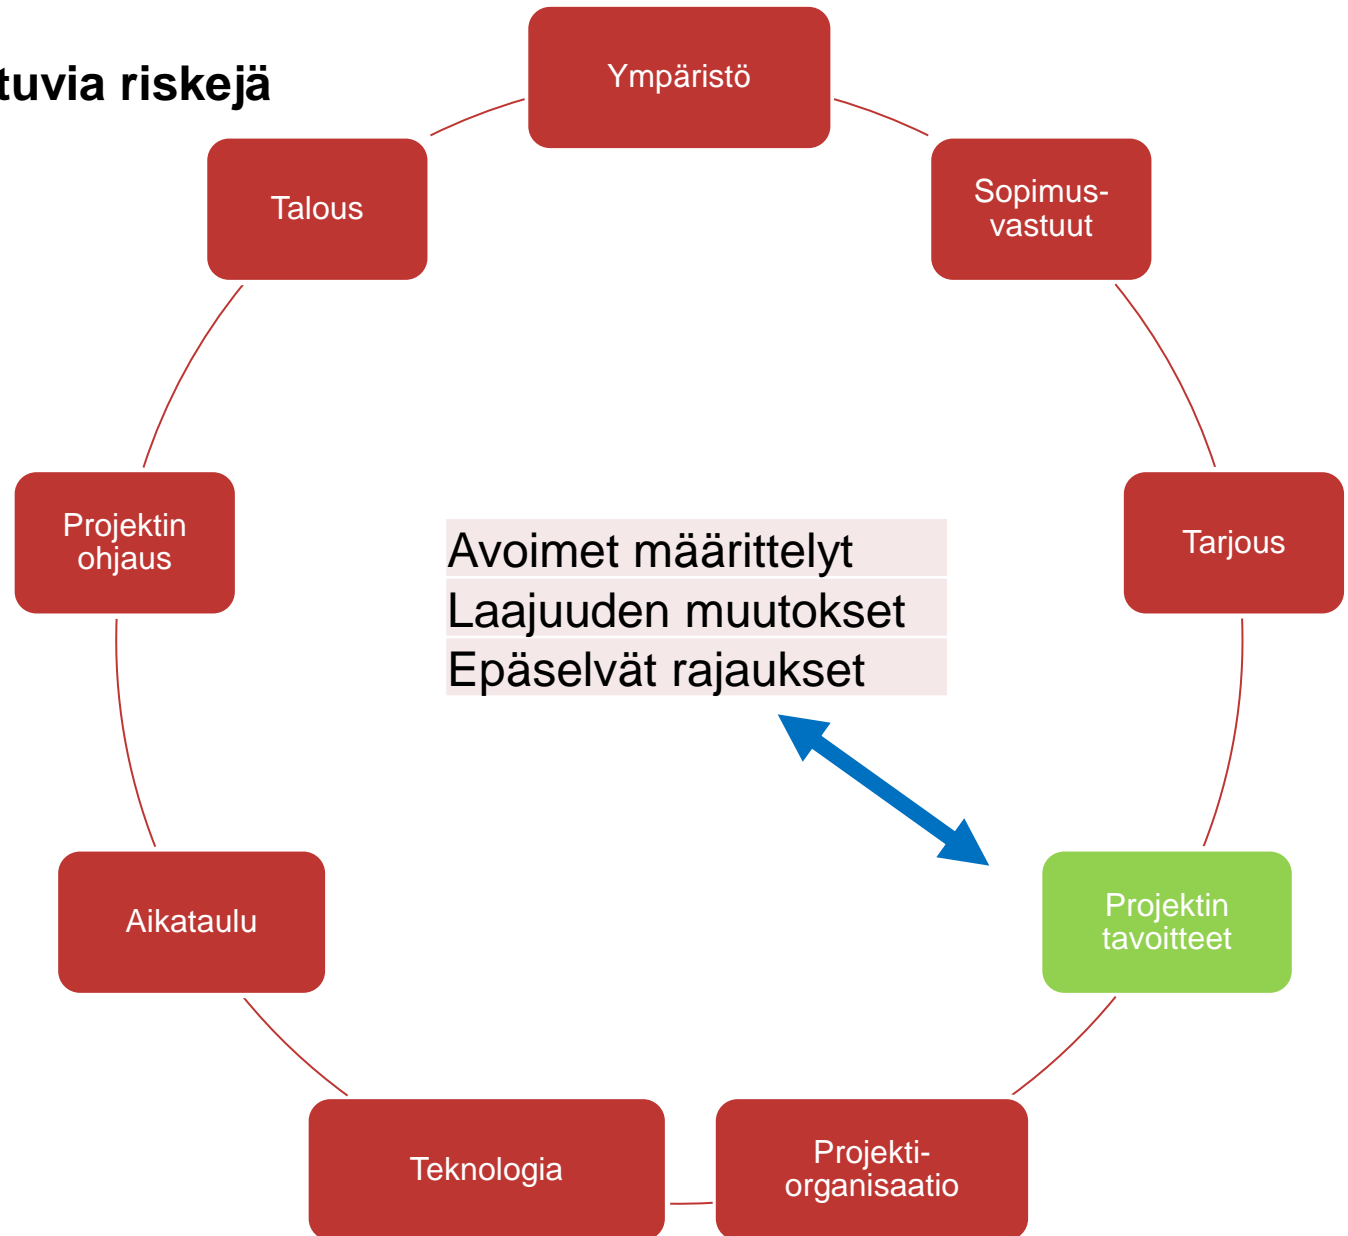 tuvia riskejä
Ympäristö
Talous
Sopimus-
vastuut
Projektin
ohjaus
Avoimet määrittelyt
Laajuuden muutokset
Epäselvät rajaukset
Tarjous
Aikataulu
Projektin
tavoitteet
Teknologia
Projekti-
organisaatio